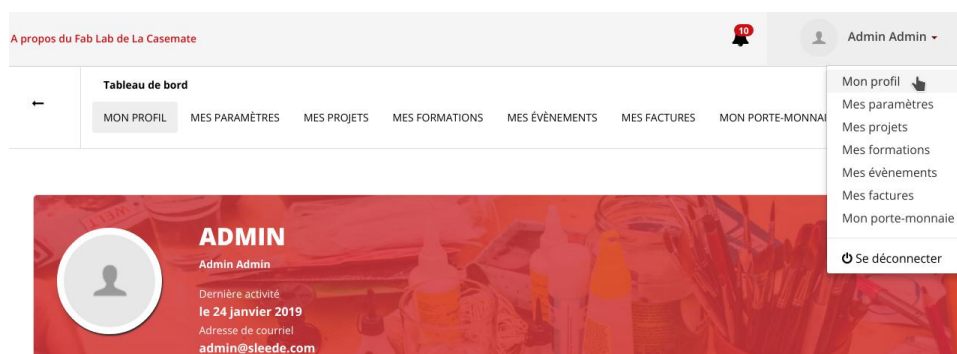 A propos du Fab Lab de La Casemate
10
Admin Admin
Tableau de bord
MON PROFIL MES PARAMÈTRES MES PROJETS MES FORMATIONS MES ÉVÈNEMENTS MES FACTURES MON PORTE-MONNAI
Mon profil
Mes paramètres
Mes projets
Mes formations
Mes évènements
Mes factures
Mon porte-monnaie
Se déconnecter
ADMIN
Admin Admin
Dernière activité
le 24 janvier 2019
Adresse de courriel
admin@sleede.com